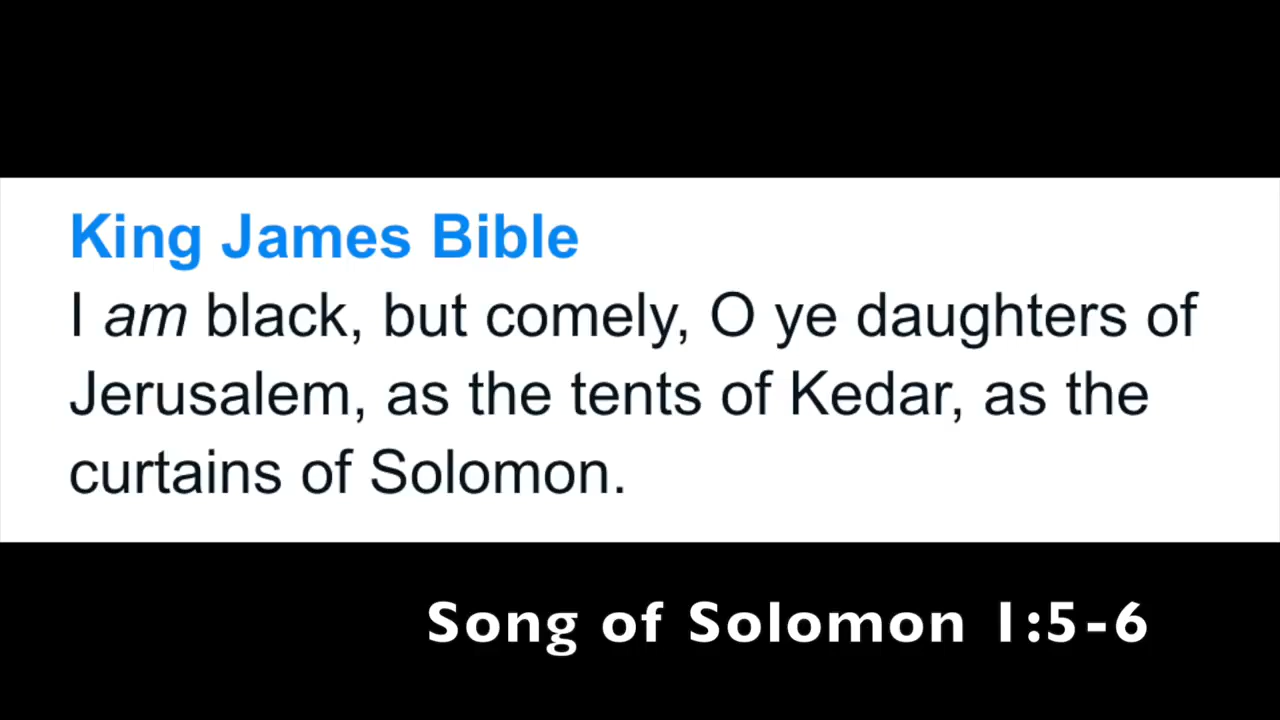 King James Bible
I am black, but comely, O ye daughters of
Jerusalem, as the tents of Kedar, as the
curtains of Solomon.
Song of Solomon 1:5-6